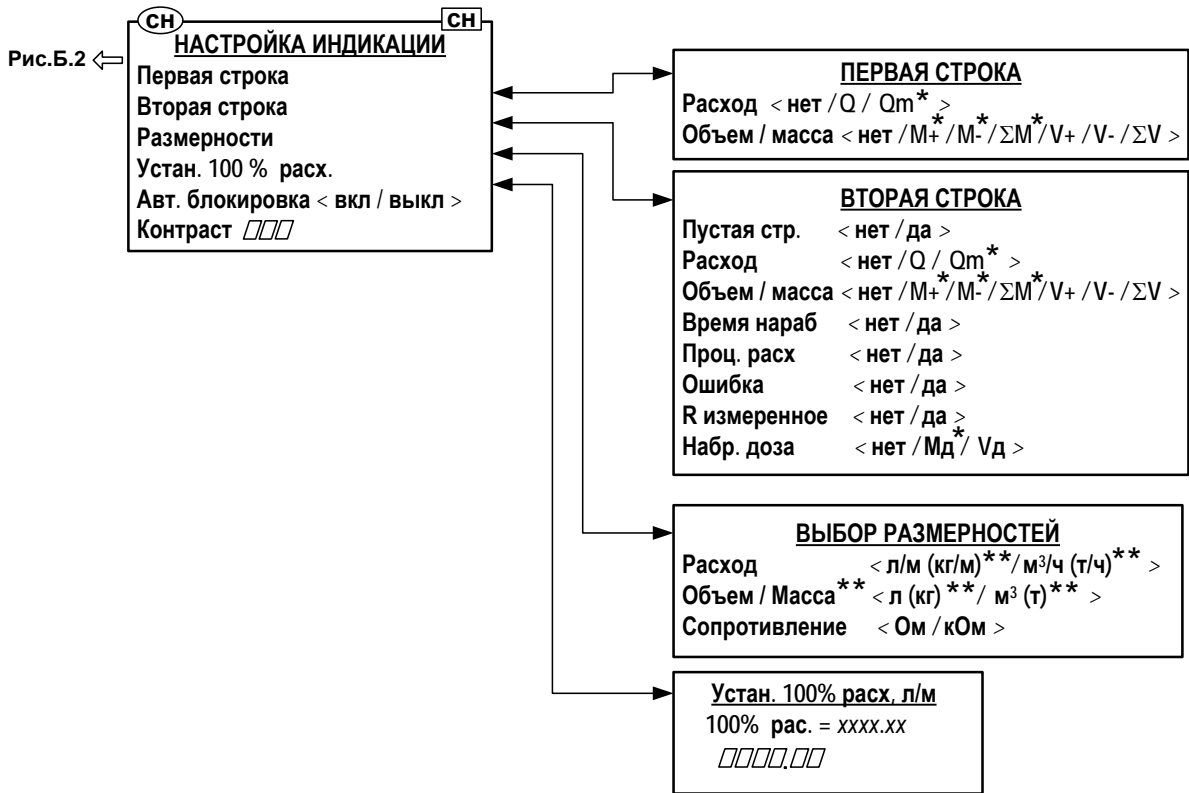 СН СН
Рис.Б.2
НАСТРОЙКА ИНДИКАЦИИ
Первая строка
Вторая строка
Размерности
Устан. 100 % расх.
Авт. блокировка < вкл / выкл >
Контраст
ПЕРВАЯ СТРОКА
Расход < нет / Q / Qm* >
Объем / масса < нет / M+* / M-* / ΣM* / V+ / V- / ΣV >
ВТОРАЯ СТРОКА
Пустая стр. < нет / да >
Расход < нет / Q / Qm* >
Объем / масса < нет / M+* / M-* / ΣM* / V+ / V- / ΣV >
Время нараб < нет / да >
Проц. расх < нет / да >
Ошибка < нет / да >
R измеренное < нет / да >
Набр. доза < нет / Mд* / Vд >
ВЫБОР РАЗМЕРНОСТЕЙ
Расход < л/м (кг/м)** / м³/ч (т/ч)** >
Объем / Масса** < л (кг) ** / м³ (т)** >
Сопротивление < Ом / кОм >
Устан. 100% расх, л/м
100% рас. = xxxx.xx